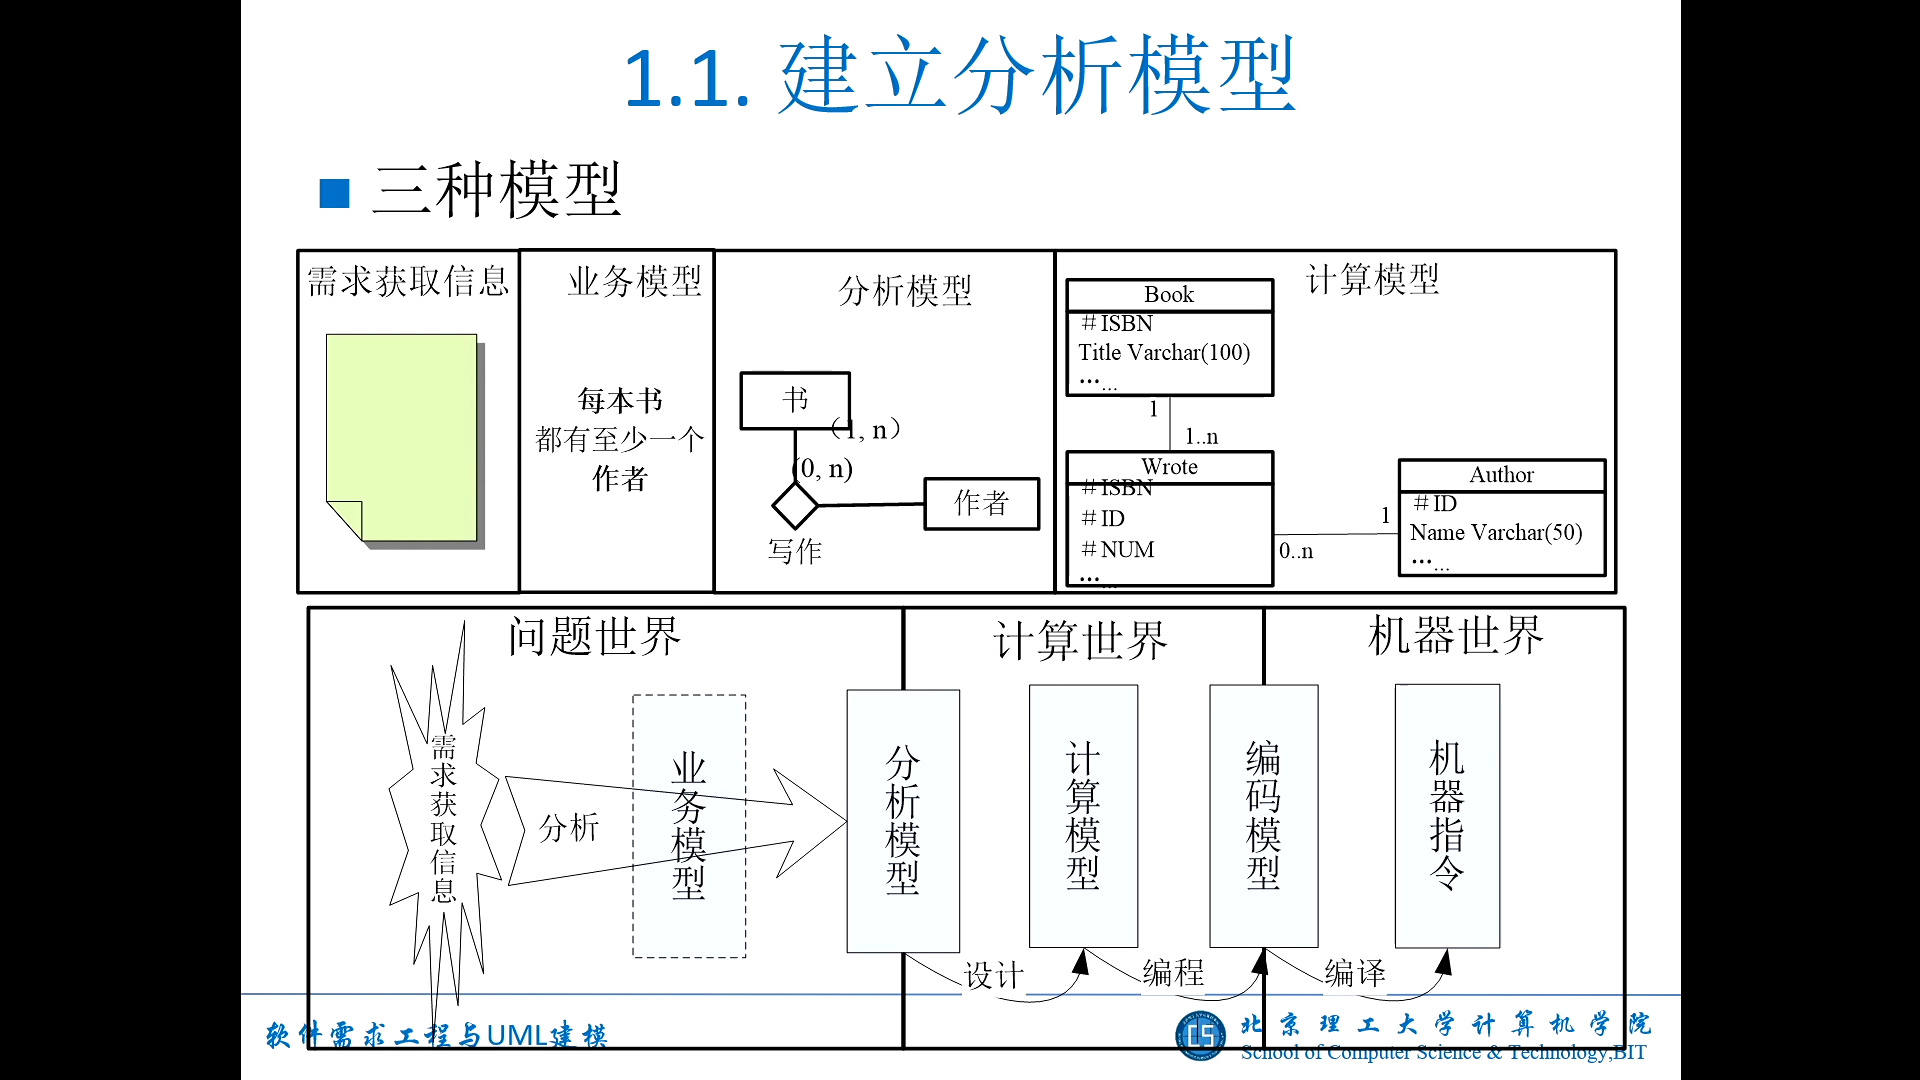 1.1. 建立分析模型
三种模型
需求获取信息
业务模型
每本书
都有至少一个
作者
分析模型
书
（1, n）
(0, n)
作者
写作
计算模型
Book
＃ISBN
Title Varchar(100)
……
1
1..n
Wrote
＃ISBN
＃ID
＃NUM
……
0..n
1
Author
＃ID
Name Varchar(50)
……
问题世界
计算世界
机器世界
需求获取信息
分析
业务模型
分析模型
计算模型
编码模型
机器指令
设计
编程
编译
软件需求工程与UML建模
北京理工大学计算机学院
School of Computer Science & Technology,BIT